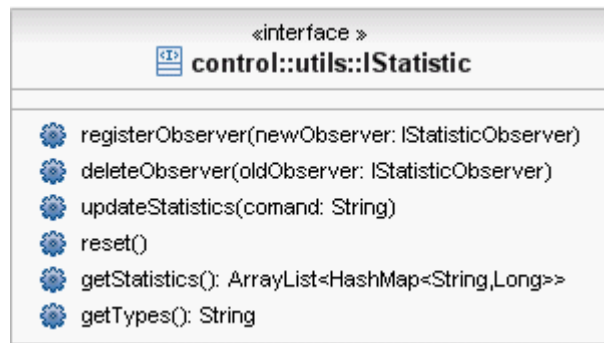 «interface »
control::utils::IStatistic
registerObserver(newObserver: IStatisticObserver)
deleteObserver(oldObserver: IStatisticObserver)
updateStatistics(comand: String)
reset()
getStatistics(): ArrayList<HashMap<String,Long>>
getTypes(): String